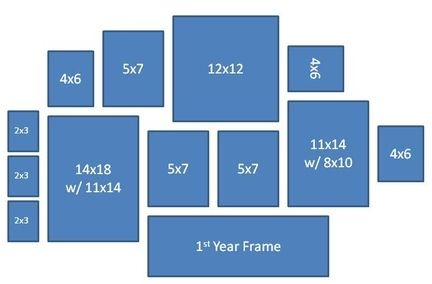 4x6
5x7
12x12
4x6
2x3
2x3
2x3
14x18
w/ 11x14
5x7
5x7
11x14
w/ 8x10
4x6
1st Year Frame